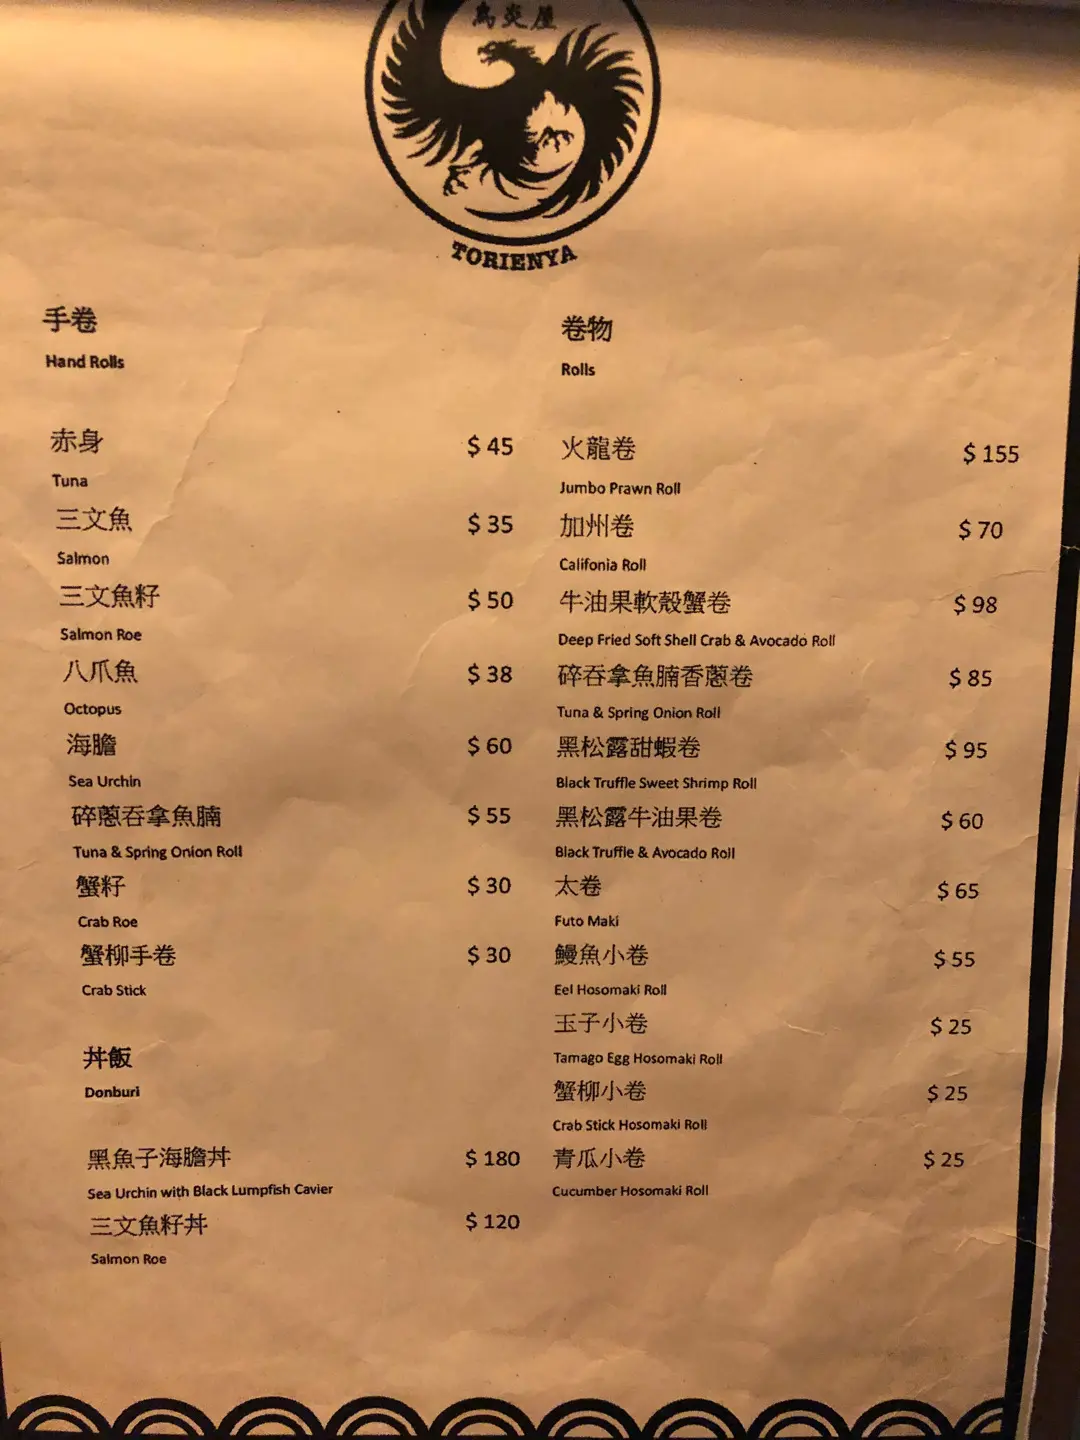 鳥炎屋
TORIENYA
手卷
Hand Rolls
赤身 $ 45
Tuna
三文魚 $ 35
Salmon
三文魚籽 $ 50
Salmon Roe
八爪魚 $ 38
Octopus
海膽 $ 60
Sea Urchin
碎蔥吞拿魚腩 $ 55
Tuna & Spring Onion Roll
蟹籽 $ 30
Crab Roe
蟹柳手卷 $ 30
Crab Stick
丼飯
Donburi
黑魚子海膽丼 $ 180
Sea Urchin with Black Lumpfish Cavier
三文魚籽丼 $ 120
Salmon Roe
卷物
Rolls
火龍卷 $ 155
Jumbo Prawn Roll
加州卷 $ 70
Califonia Roll
牛油果軟殼蟹卷 $ 98
Deep Fried Soft Shell Crab & Avocado Roll
碎吞拿魚腩香蔥卷 $ 85
Tuna & Spring Onion Roll
黑松露甜蝦卷 $ 95
Black Truffle Sweet Shrimp Roll
黑松露牛油果卷 $ 60
Black Truffle & Avocado Roll
太卷 $ 65
Futo Maki
鰻魚小卷 $ 55
Eel Hosomaki Roll
玉子小卷 $ 25
Tamago Egg Hosomaki Roll
蟹柳小卷 $ 25
Crab Stick Hosomaki Roll
青瓜小卷 $ 25
Cucumber Hosomaki Roll